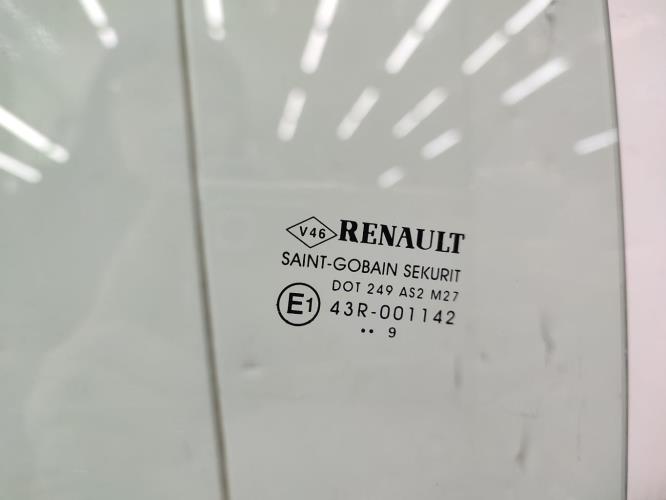 V46 RENAULT
SAINT-GOBAIN SEKURIT
DOT 249 AS2 M27
E1 43R-001142
•• 9